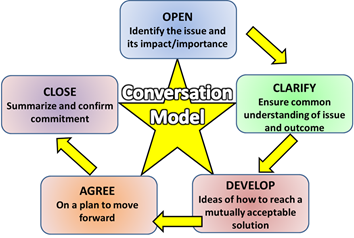 OPEN
Identify the issue and
its impact/importance
CLARIFY
Ensure common
understanding of issue
and outcome
DEVELOP
Ideas of how to reach a
mutually acceptable
solution
AGREE
On a plan to move
forward
CLOSE
Summarize and confirm
commitment
Conversation
Model